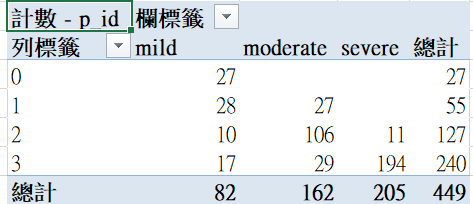 計數 - p_id 欄標籤
列標籤 mild moderate severe 總計
0 27 27
1 28 27 55
2 10 106 11 127
3 17 29 194 240
總計 82 162 205 449